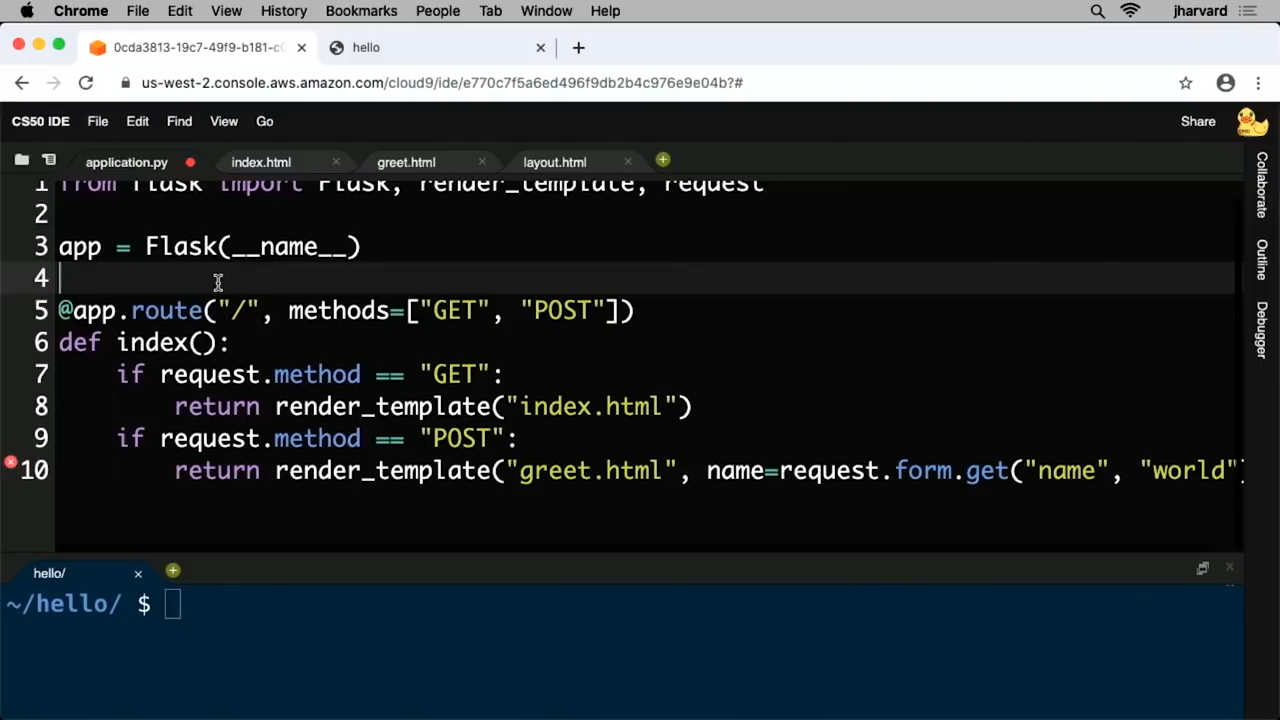 Chrome File Edit View History Bookmarks People Tab Window Help jharvard
0cda3813-19c7-49f9-b181-c hello
us-west-2.console.aws.amazon.com/cloud9/ide/e770c7f5a6ed496f9db2b4c976e9e04b?#
CS50 IDE File Edit Find View Go Share
application.py index.html greet.html layout.html
1 from flask import Flask, render_template, request
2
3 app = Flask(__name__)
4
5 @app.route("/", methods=["GET", "POST"])
6 def index():
7 if request.method == "GET":
8 return render_template("index.html")
9 if request.method == "POST":
10 return render_template("greet.html", name=request.form.get("name", "world"
Collaborate
Outline
Debugger
hello/
~/hello/ $